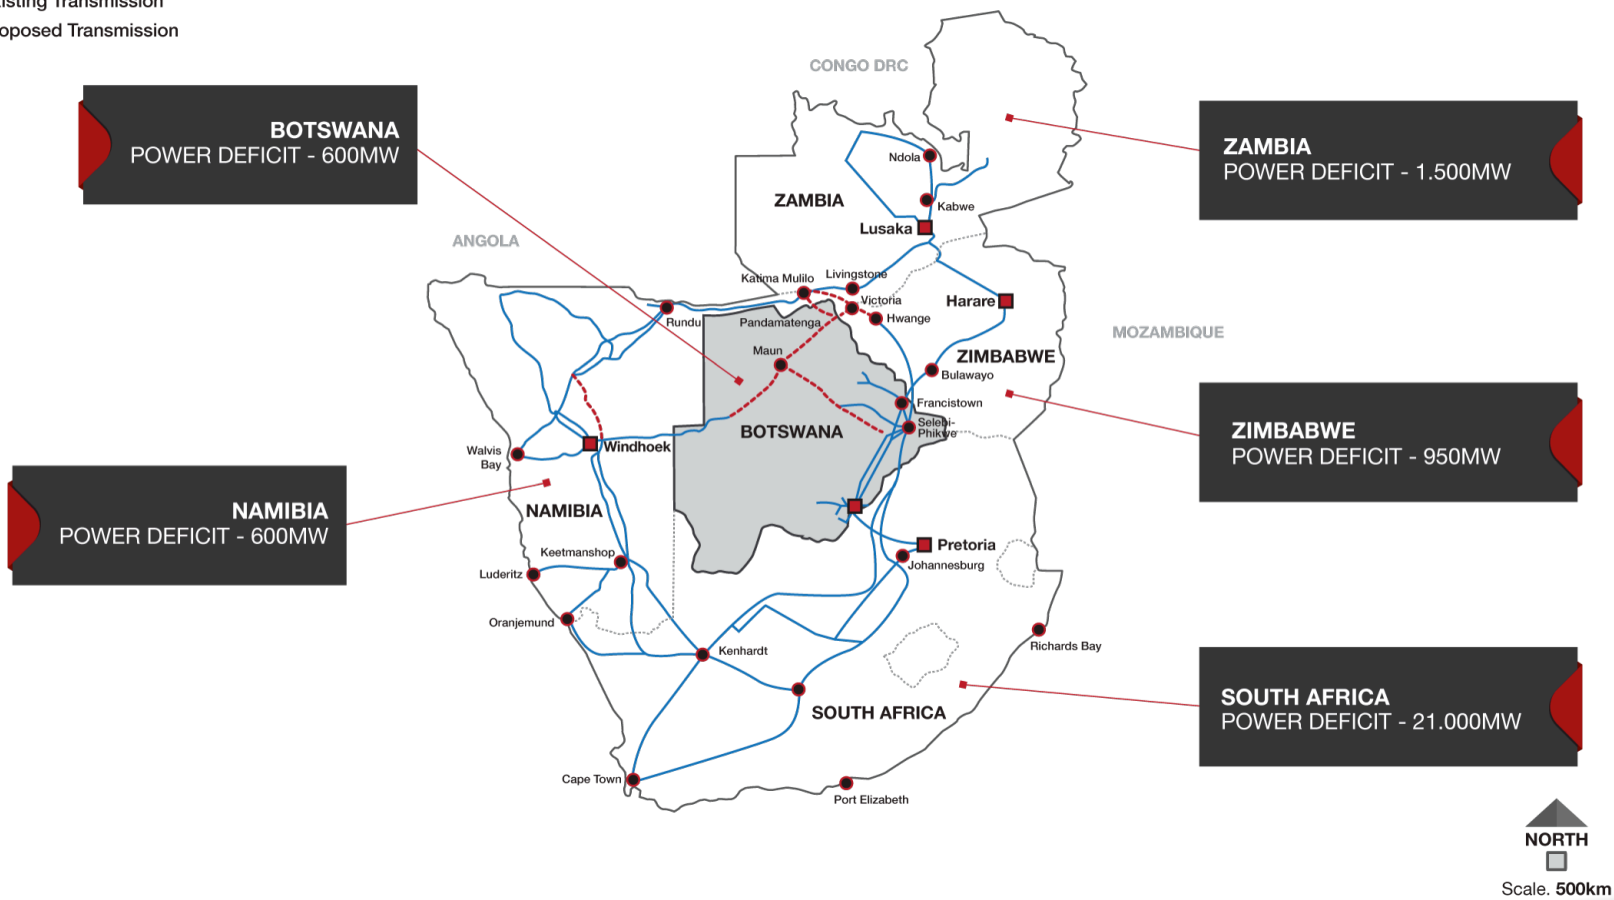 isting Transmission
oposed Transmission
CONGO DRC
BOTSWANA
POWER DEFICIT - 600MW
ZAMBIA
POWER DEFICIT - 1.500MW
Ndola
ZAMBIA
Kabwe
Lusaka
ANGOLA
Katima Mulilo
Livingstone
Victoria
Harare
Rundu
Pandamatenga
Hwange
MOZAMBIQUE
Maun
ZIMBABWE
Bulawayo
Francistown
Selebi-
Phikwe
BOTSWANA
ZIMBABWE
POWER DEFICIT - 950MW
Walvis
Bay
Windhoek
NAMIBIA
POWER DEFICIT - 600MW
NAMIBIA
Keetmanshop
Pretoria
Johannesburg
Luderitz
Oranjemund
Kenhardt
Richards Bay
SOUTH AFRICA
SOUTH AFRICA
POWER DEFICIT - 21.000MW
Cape Town
Port Elizabeth
NORTH
Scale. 500km